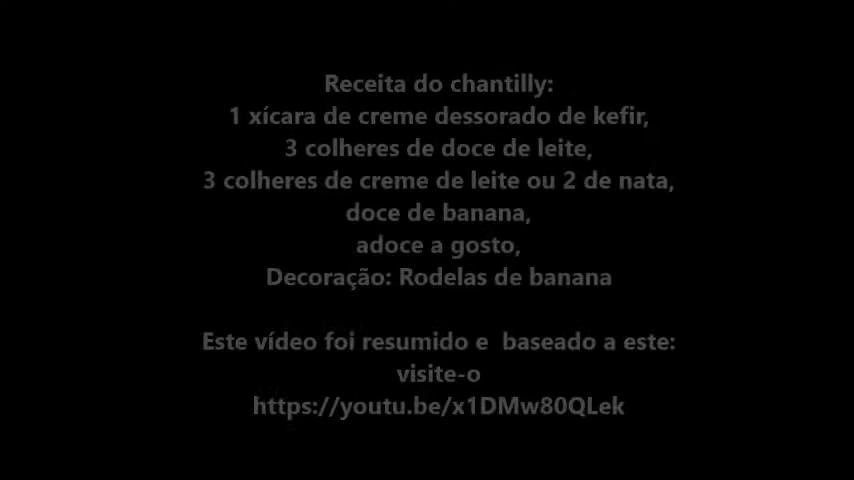 Receita do chantilly:
1 xícara de creme dessorado de kefir,
3 colheres de doce de leite,
3 colheres de creme de leite ou 2 de nata,
doce de banana,
adoce a gosto,
Decoração: Rodelas de banana
Este vídeo foi resumido e  baseado a este:
visite-o
https://youtu.be/x1DMw80QLek